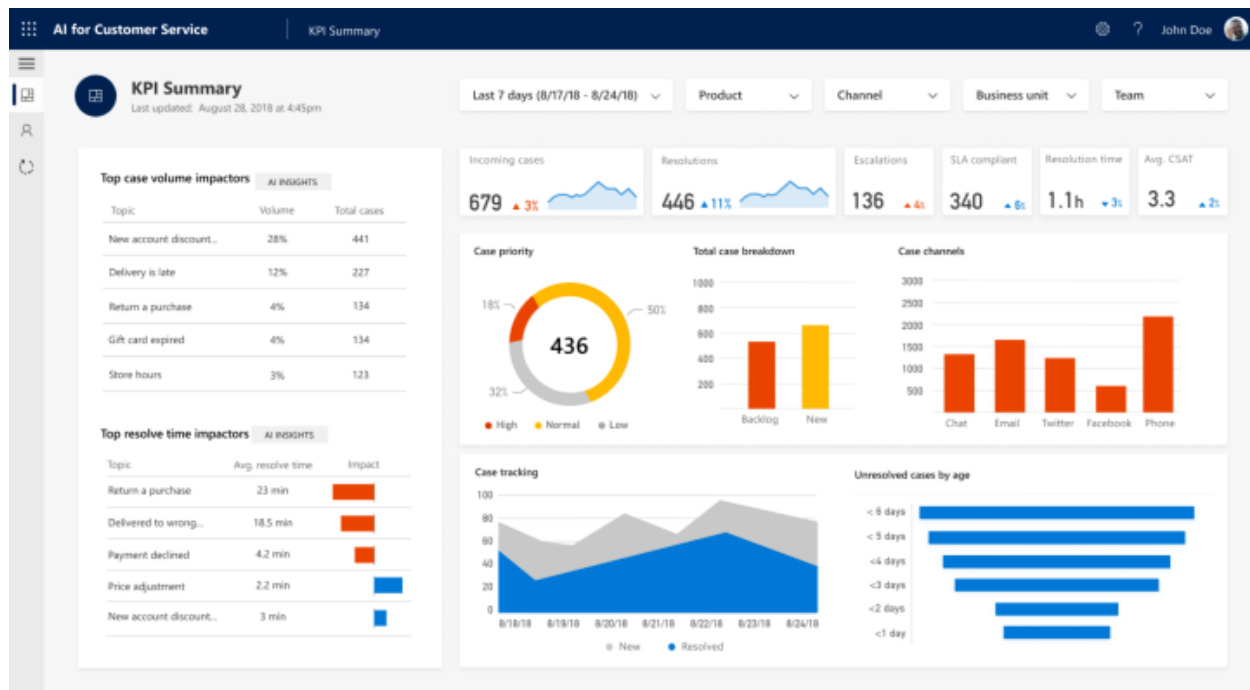 AI for Customer Service
KPI Summary
? John Doe
KPI Summary
Last updated: August 28, 2018 at 4:45pm
Last 7 days (8/17/18 - 8/24/18)
Product
Channel
Business unit
Team
Top case volume impactors AI INSIGHTS
Topic Volume Total cases
New account discount... 28% 441
Delivery is late 12% 227
Return a purchase 4% 134
Gift card expired 4% 134
Store hours 3% 123
Top resolve time impactors AI INSIGHTS
Topic Avg. resolve time Impact
Return a purchase 23 min
Delivered to wrong... 18.5 min
Payment declined 4.2 min
Price adjustment 2.2 min
New account discount... 3 min
Incoming cases
679 ▲ 3%
Resolutions
446 ▲ 11%
Escalations
136 ▲ 4%
SLA compliant
340 ▲ 6%
Resolution time
1.1h ▼ 3%
Avg. CSAT
3.3 ▲ 2%
Case priority
18%
50%
436
32%
High Normal Low
Total case breakdown
1000
800
600
400
200
Backlog New
Case channels
3000
2500
2000
1500
1000
500
Chat Email Twitter Facebook Phone
Case tracking
100
80
60
40
20
0
8/18/18 8/19/18 8/20/18 8/21/18 8/22/18 8/23/18 8/24/18
New Resolved
Unresolved cases by age
< 6 days
< 5 days
<4 days
<3 days
<2 days
<1 day